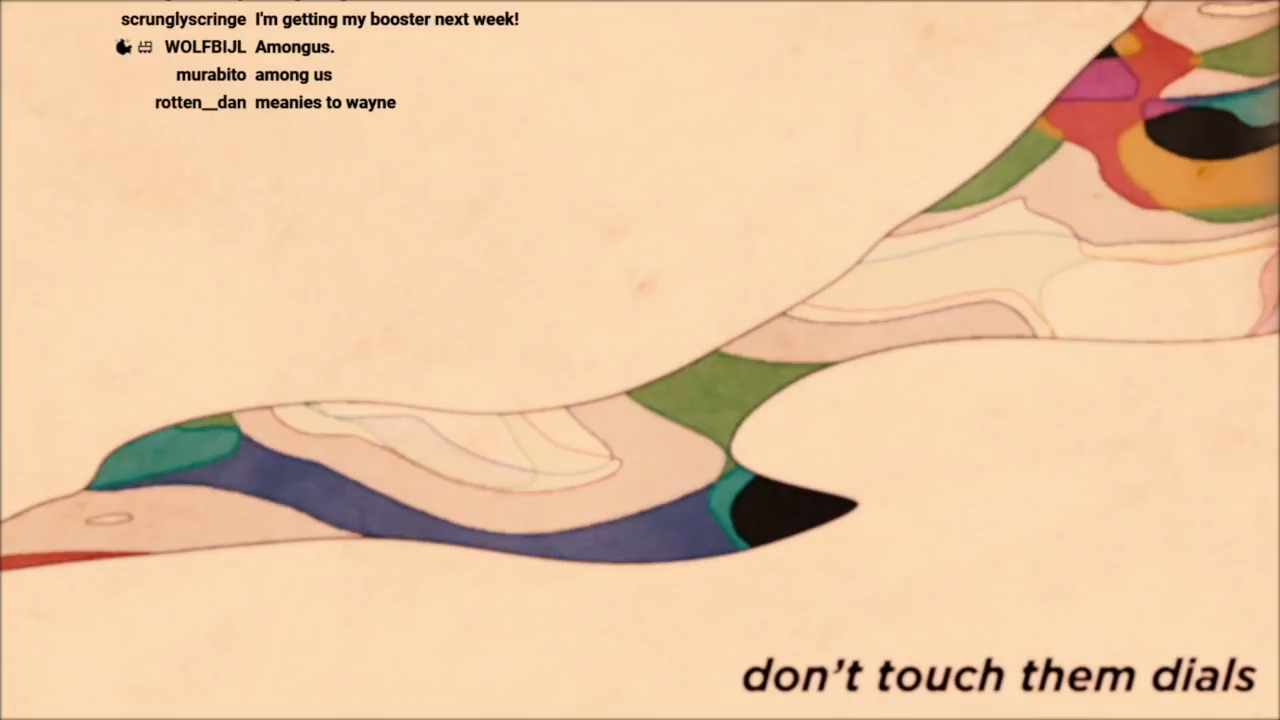 scrunglyscringe I'm getting my booster next week!
WOLFBIJL Amongus.
murabito among us
rotten__dan meanies to wayne
don't touch them dials